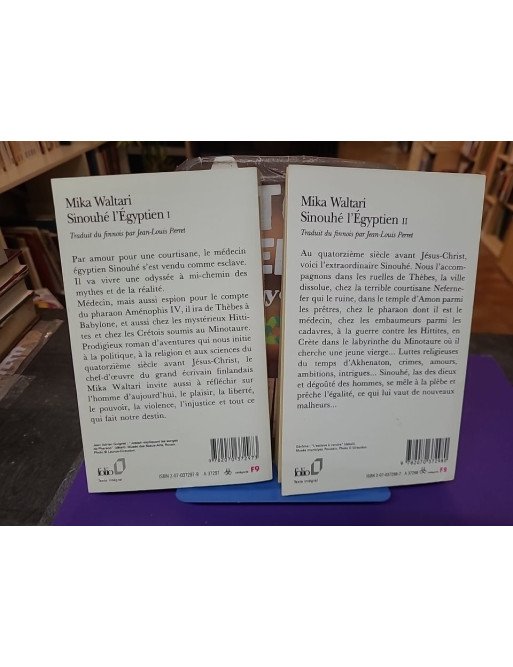 Mika Waltari
Sinouhé l'Égyptien I
Traduit du finnois par Jean-Louis Perret
Par amour pour une courtisane, le médecin
égyptien Sinouhé s'est vendu comme esclave.
Il va vivre une odyssée à mi-chemin des
mythes et de la réalité.
Médecin, mais aussi espion pour le compte
du pharaon Aménophis IV, il ira de Thèbes à
Babylone, et aussi chez les mystérieux Hitti-
tes et chez les Crétois soumis au Minotaure.
Prodigieux roman d'aventures qui nous initie
à la politique, à la religion et aux sciences du
quatorzième siècle avant Jésus-Christ, le
chef-d'œuvre du grand écrivain finlandais
Mika Waltari invite aussi à réfléchir sur
l'homme d'aujourd'hui, le plaisir, la liberté,
le pouvoir, la violence, l'injustice et tout ce
qui fait notre destin.
folio
Texte intégral
catégorie F9
Mika Waltari
Sinouhé l'Égyptien II
Traduit du finnois par Jean-Louis Perret
Au quatorzième siècle avant Jésus-Christ,
voici l'extraordinaire Sinouhé. Nous l'accom-
pagnons dans les ruelles de Thèbes, la ville
dissolue, chez la terrible courtisane Neferne-
fer qui le ruine, dans le temple d'Amon parmi
les prêtres, chez le pharaon dont il est le
médecin, chez les embaumeurs parmi les
cadavres, à la guerre contre les Hittites, en
Crète dans le labyrinthe du Minotaure où il
cherche une jeune vierge... Luttes religieuses
du temps d'Akhenaton, crimes, amours,
ambitions, intrigues... Sinouhé, las des dieux
et dégoûté des hommes, se mêle à la plèbe et
prêche l'égalité, ce qui lui vaut de nouveaux
malheurs...
folio
Texte intégral
catégorie F9